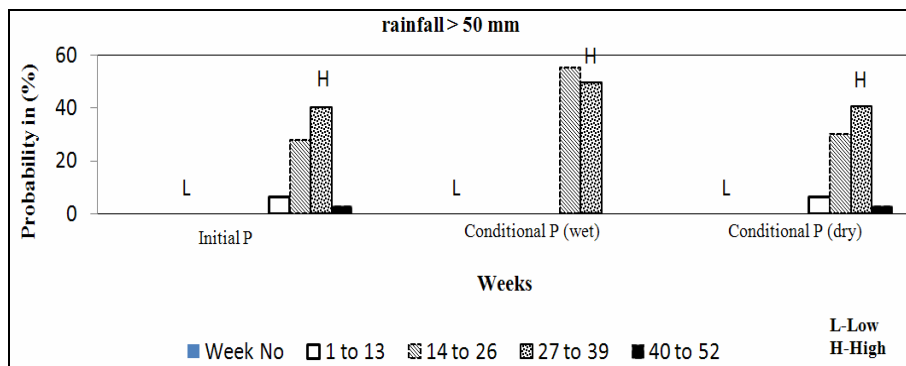 rainfall > 50 mm
Probability in (%)
60
40
20
0
L
H
L
H
L
H
Initial P
Conditional P (wet)
Conditional P (dry)
Weeks
L-Low
H-High
Week No
1 to 13
14 to 26
27 to 39
40 to 52